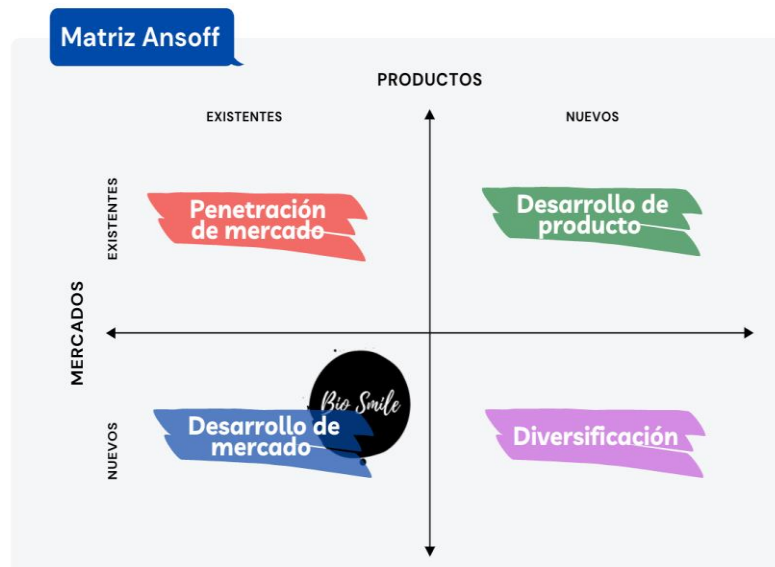 Matriz Ansoff
PRODUCTOS
EXISTENTES
NUEVOS
EXISTENTES
Penetración
de mercado
Desarrollo de
producto
MERCADOS
Bio Smile
NUEVOS
Desarrollo de
mercado
Diversificación